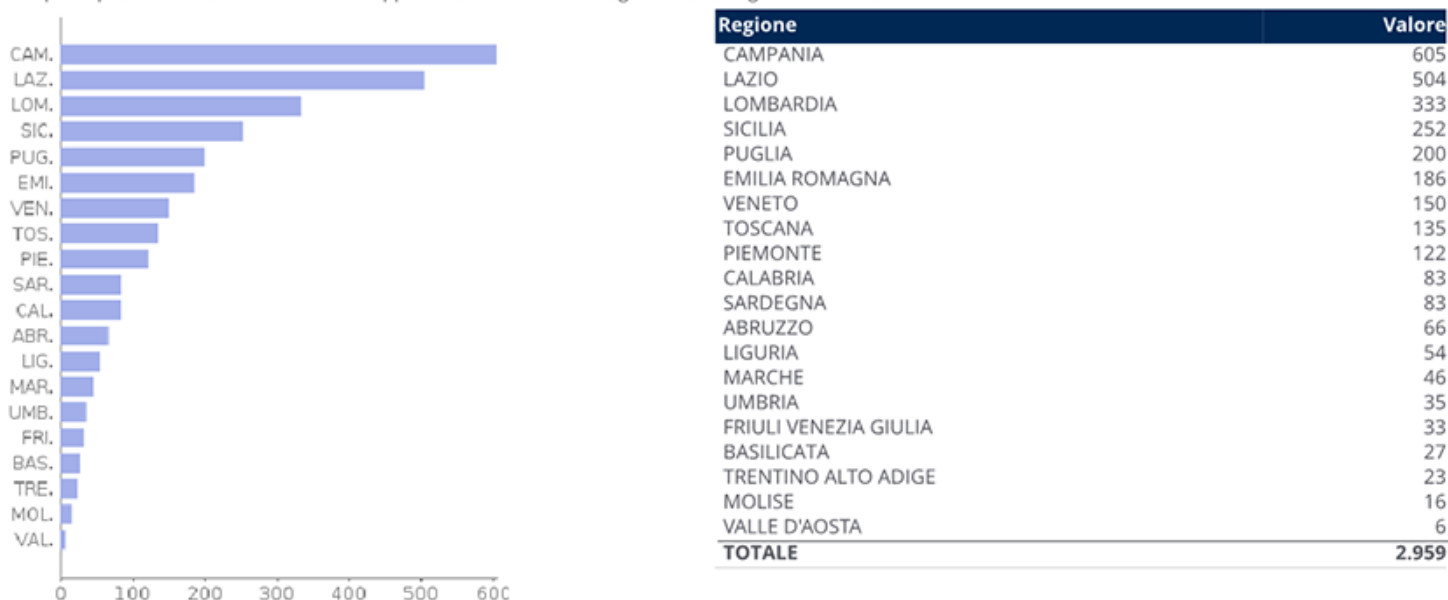 CAM.
LAZ.
LOM.
SIC.
PUG.
EMI.
VEN.
TOS.
PIE.
SAR.
CAL.
ABR.
LIG.
MAR.
UMB.
FRI.
BAS.
TRE.
MOL.
VAL.
0 100 200 300 400 500 600
Regione Valore
CAMPANIA 605
LAZIO 504
LOMBARDIA 333
SICILIA 252
PUGLIA 200
EMILIA ROMAGNA 186
VENETO 150
TOSCANA 135
PIEMONTE 122
CALABRIA 83
SARDEGNA 83
ABRUZZO 66
LIGURIA 54
MARCHE 46
UMBRIA 35
FRIULI VENEZIA GIULIA 33
BASILICATA 27
TRENTINO ALTO ADIGE 23
MOLISE 16
VALLE D'AOSTA 6
TOTALE 2.959